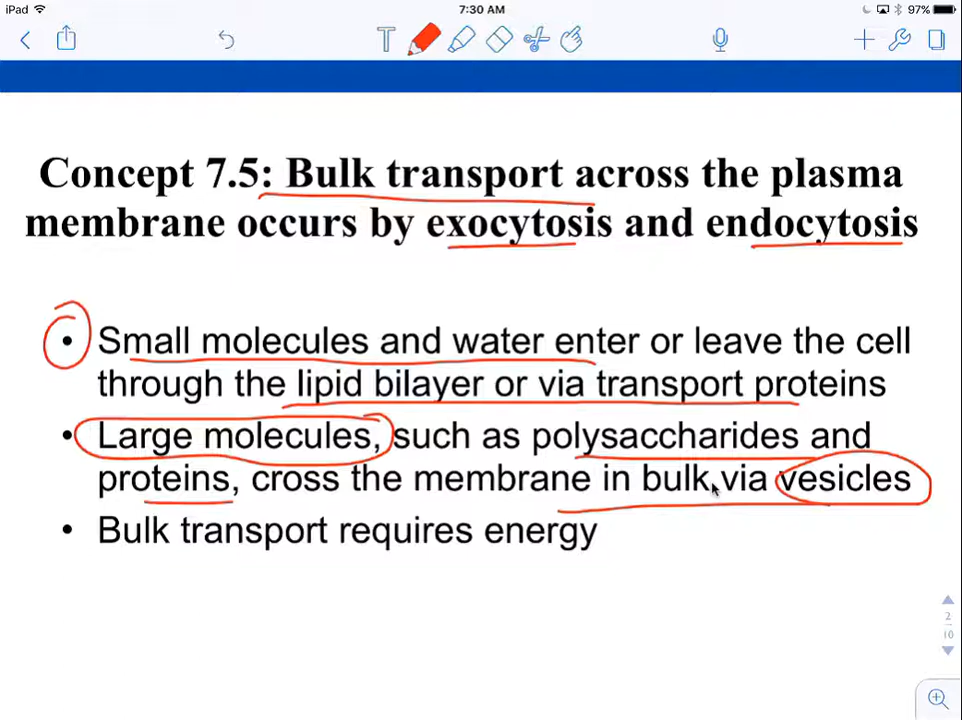 iPad 7:30 AM 97%
T
Concept 7.5: Bulk transport across the plasma
membrane occurs by exocytosis and endocytosis
• Small molecules and water enter or leave the cell
through the lipid bilayer or via transport proteins
• Large molecules, such as polysaccharides and
proteins, cross the membrane in bulk via vesicles
• Bulk transport requires energy
2
10